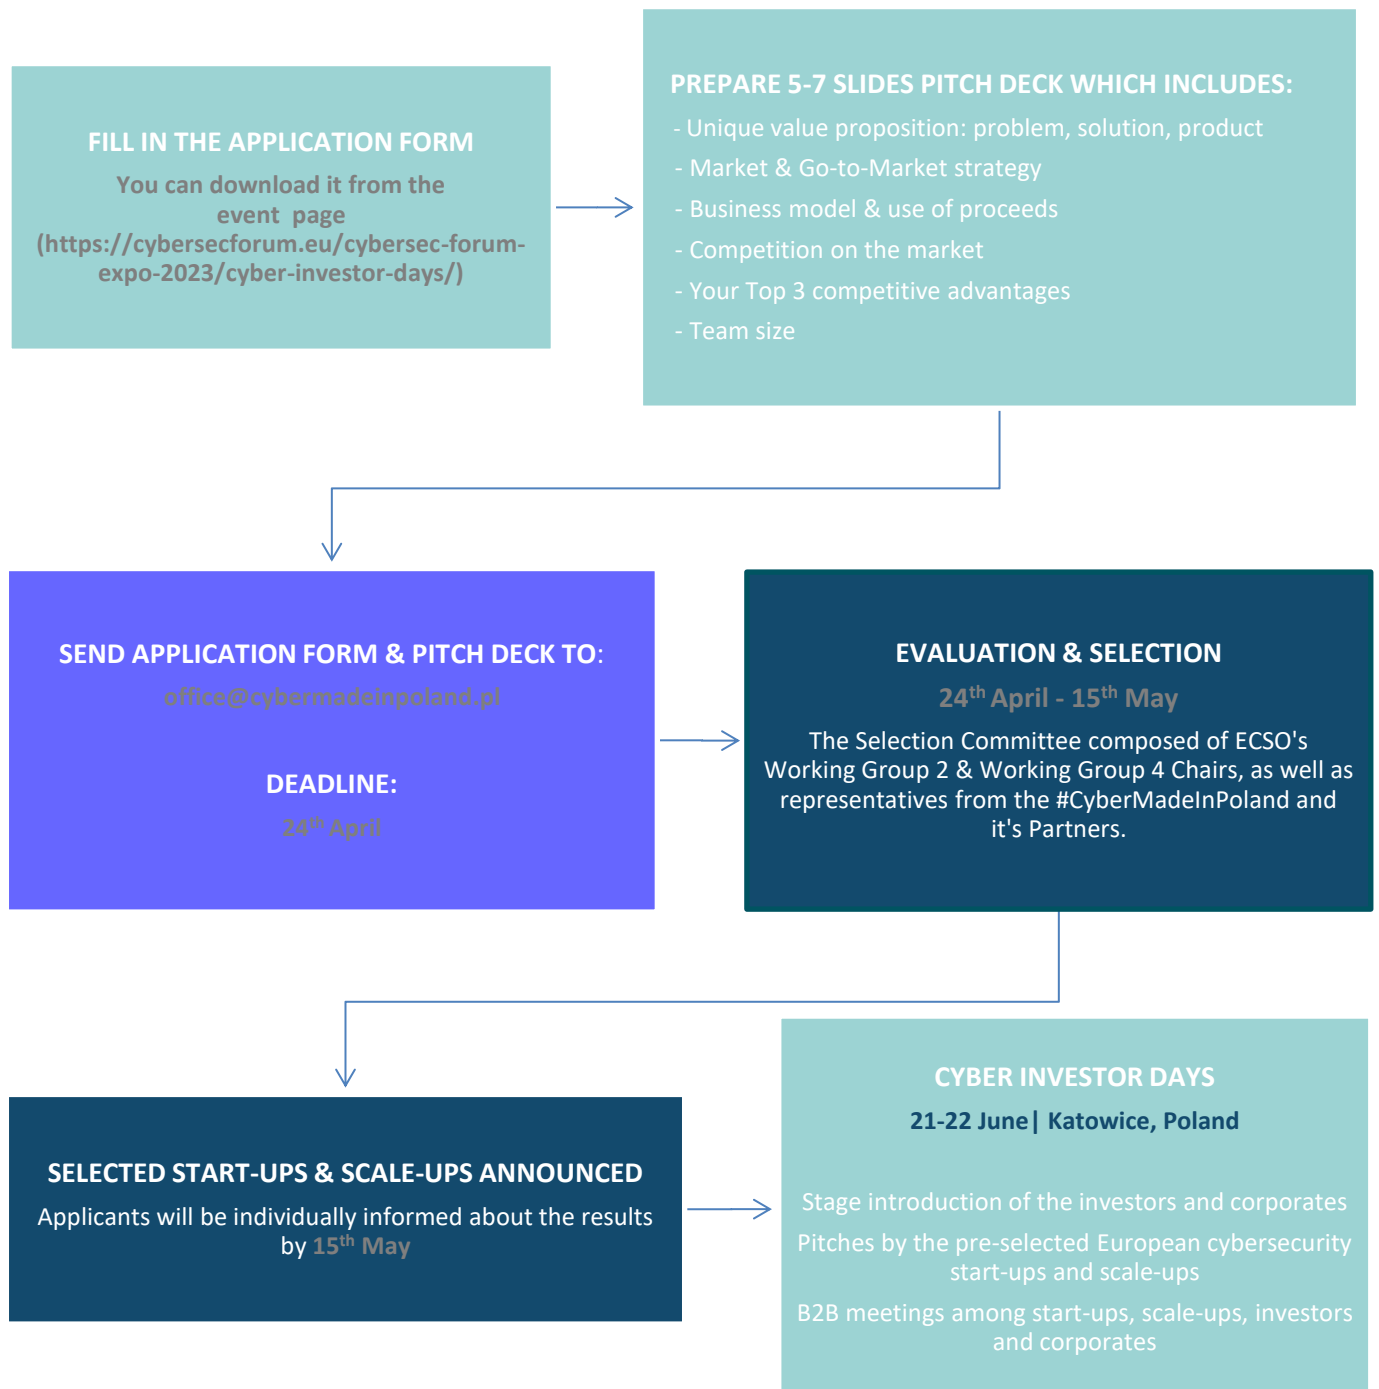 FILL IN THE APPLICATION FORM
You can download it from the
event  page
(https://cybersecforum.eu/cybersec-forum-
expo-2023/cyber-investor-days/)
PREPARE 5-7 SLIDES PITCH DECK WHICH INCLUDES:
- Unique value proposition: problem, solution, product
- Market & Go-to-Market strategy
- Business model & use of proceeds
- Competition on the market
- Your Top 3 competitive advantages
- Team size
SEND APPLICATION FORM & PITCH DECK TO:
office@cybermadeinpoland.pl
DEADLINE:
24th April
EVALUATION & SELECTION
24th April - 15th May
The Selection Committee composed of ECSO's
Working Group 2 & Working Group 4 Chairs, as well as
representatives from the #CyberMadeInPoland and
it's Partners.
SELECTED START-UPS & SCALE-UPS ANNOUNCED
Applicants will be individually informed about the results
by 15th May
CYBER INVESTOR DAYS
21-22 June| Katowice, Poland
Stage introduction of the investors and corporates
Pitches by the pre-selected European cybersecurity
start-ups and scale-ups
B2B meetings among start-ups, scale-ups, investors
and corporates